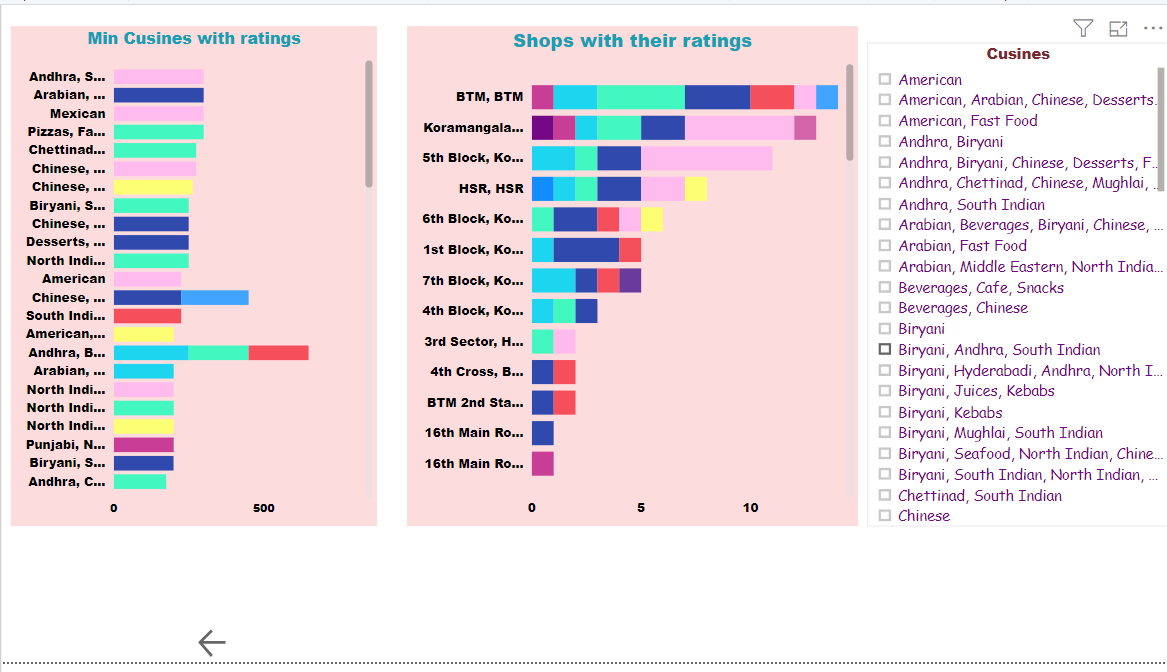 Min Cusines with ratings
Andhra, S...
Arabian, ...
Mexican
Pizzas, Fa...
Chettinad...
Chinese, ...
Chinese, ...
Biryani, S...
Chinese, ...
Desserts, ...
North Indi...
American
Chinese, ...
South Indi...
American,...
Andhra, B...
Arabian, ...
North Indi...
North Indi...
North Indi...
Punjabi, N...
Biryani, S...
Andhra, C...
0 500
Shops with their ratings
BTM, BTM
Koramangala...
5th Block, Ko...
HSR, HSR
6th Block, Ko...
1st Block, Ko...
7th Block, Ko...
4th Block, Ko...
3rd Sector, H...
4th Cross, B...
BTM 2nd Sta...
16th Main Ro...
16th Main Ro...
0 5 10
Cusines
American
American, Arabian, Chinese, Desserts.
American, Fast Food
Andhra, Biryani
Andhra, Biryani, Chinese, Desserts, F...
Andhra, Chettinad, Chinese, Mughlai, ...
Andhra, South Indian
Arabian, Beverages, Biryani, Chinese, ...
Arabian, Fast Food
Arabian, Middle Eastern, North India...
Beverages, Cafe, Snacks
Beverages, Chinese
Biryani
Biryani, Andhra, South Indian
Biryani, Hyderabadi, Andhra, North I...
Biryani, Juices, Kebabs
Biryani, Kebabs
Biryani, Mughlai, South Indian
Biryani, Seafood, North Indian, Chine...
Biryani, South Indian, North Indian, ...
Chettinad, South Indian
Chinese